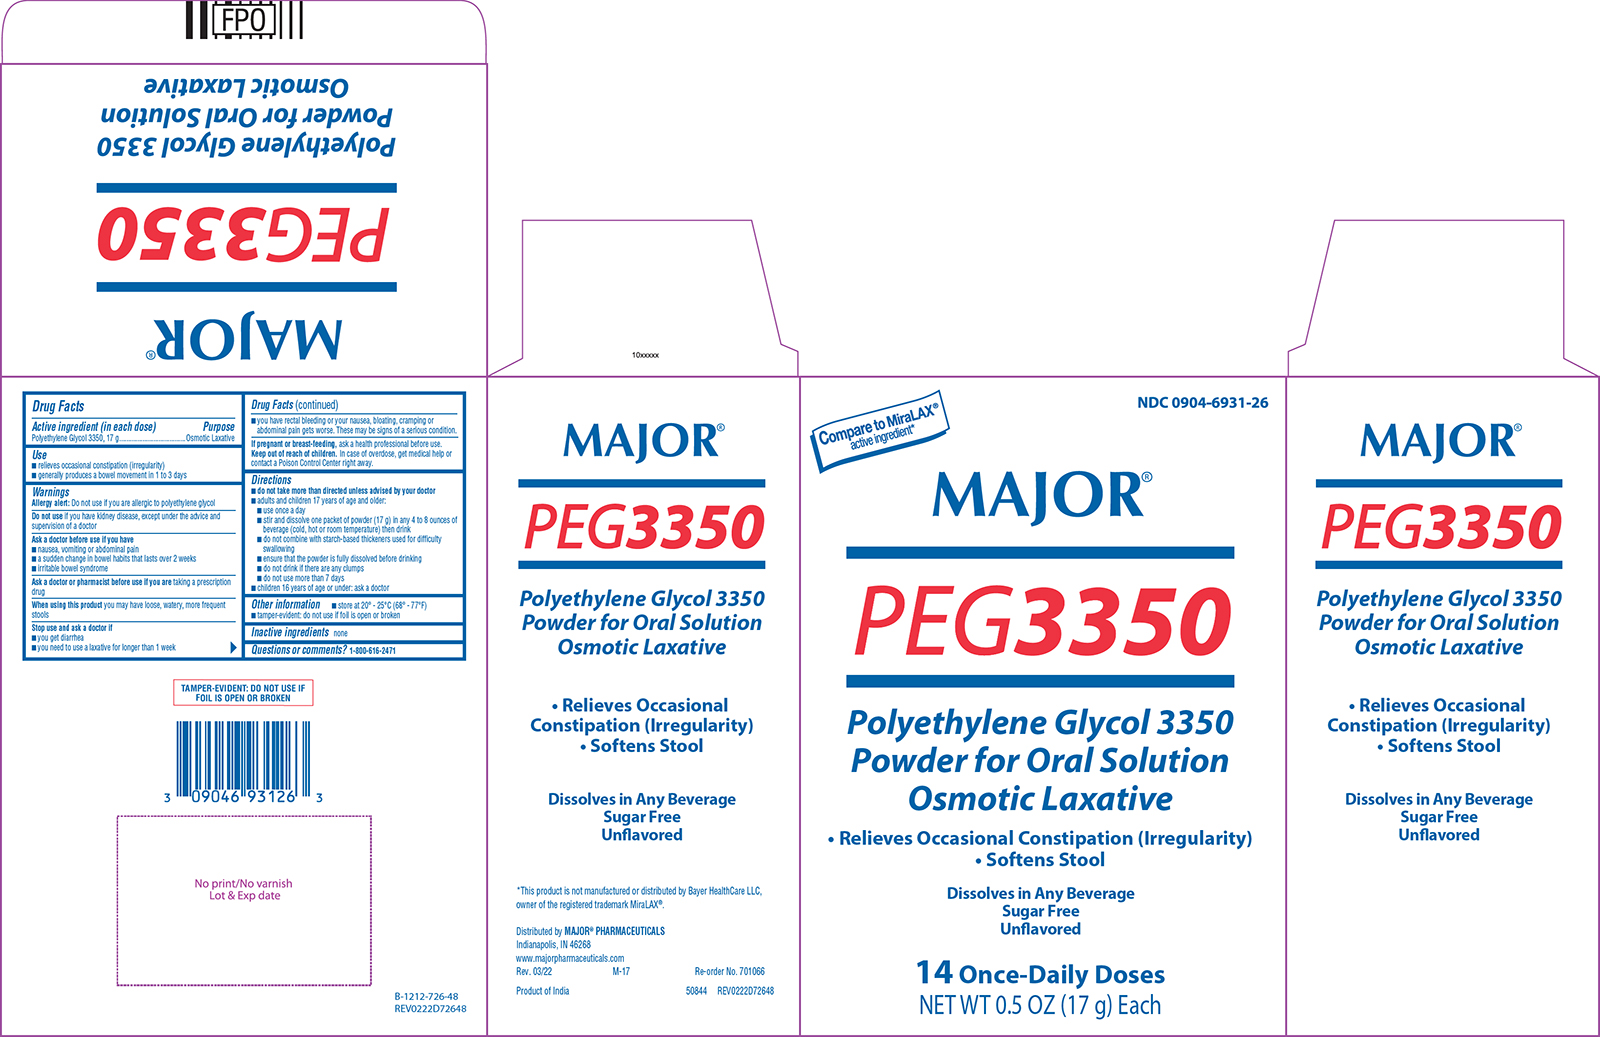 FPO
MAJOR®
PEG3350
Polyethylene Glycol 3350
Powder for Oral Solution
Osmotic Laxative
Drug Facts
Active ingredient (in each dose) Purpose
Polyethylene Glycol 3350, 17 g..............................Osmotic Laxative
Use
■ relieves occasional constipation (irregularity)
■ generally produces a bowel movement in 1 to 3 days
Warnings
Allergy alert: Do not use if you are allergic to polyethylene glycol
Do not use if you have kidney disease, except under the advice and
supervision of a doctor
Ask a doctor before use if you have
■ nausea, vomiting or abdominal pain
■ a sudden change in bowel habits that lasts over 2 weeks
■ irritable bowel syndrome
Ask a doctor or pharmacist before use if you are taking a prescription
drug
When using this product you may have loose, watery, more frequent
stools
Stop use and ask a doctor if
■ you get diarrhea
■ you need to use a laxative for longer than 1 week
Drug Facts (continued)
■ you have rectal bleeding or your nausea, bloating, cramping or
abdominal pain gets worse. These may be signs of a serious condition.
If pregnant or breast-feeding, ask a health professional before use.
Keep out of reach of children. In case of overdose, get medical help or
contact a Poison Control Center right away.
Directions
■ do not take more than directed unless advised by your doctor
■ adults and children 17 years of age and older:
■ use once a day
■ stir and dissolve one packet of powder (17 g) in any 4 to 8 ounces of
beverage (cold, hot or room temperature) then drink
■ do not combine with starch-based thickeners used for difficulty
swallowing
■ ensure that the powder is fully dissolved before drinking
■ do not drink if there are any clumps
■ do not use more than 7 days
■ children 16 years of age or under: ask a doctor
Other information ■ store at 20° - 25°C (68° - 77°F)
■ tamper-evident: do not use if foil is open or broken
Inactive ingredients none
Questions or comments? 1-800-616-2471
TAMPER-EVIDENT: DO NOT USE IF
FOIL IS OPEN OR BROKEN
3 09046 93126 3
No print/No varnish
Lot & Exp date
B-1212-726-48
REV0222D72648
10xxxxx
MAJOR®
PEG3350
Polyethylene Glycol 3350
Powder for Oral Solution
Osmotic Laxative
• Relieves Occasional
Constipation (Irregularity)
• Softens Stool
Dissolves in Any Beverage
Sugar Free
Unflavored
*This product is not manufactured or distributed by Bayer HealthCare LLC,
owner of the registered trademark MiraLAX®.
Distributed by MAJOR® PHARMACEUTICALS
Indianapolis, IN 46268
www.majorpharmaceuticals.com
Rev. 03/22 M-17 Re-order No. 701066
Product of India 50844 REV0222D72648
Compare to MiraLAX®
active ingredient*
NDC 0904-6931-26
MAJOR®
PEG3350
Polyethylene Glycol 3350
Powder for Oral Solution
Osmotic Laxative
• Relieves Occasional Constipation (Irregularity)
• Softens Stool
Dissolves in Any Beverage
Sugar Free
Unflavored
14 Once-Daily Doses
NET WT 0.5 OZ (17 g) Each
MAJOR®
PEG3350
Polyethylene Glycol 3350
Powder for Oral Solution
Osmotic Laxative
• Relieves Occasional
Constipation (Irregularity)
• Softens Stool
Dissolves in Any Beverage
Sugar Free
Unflavored